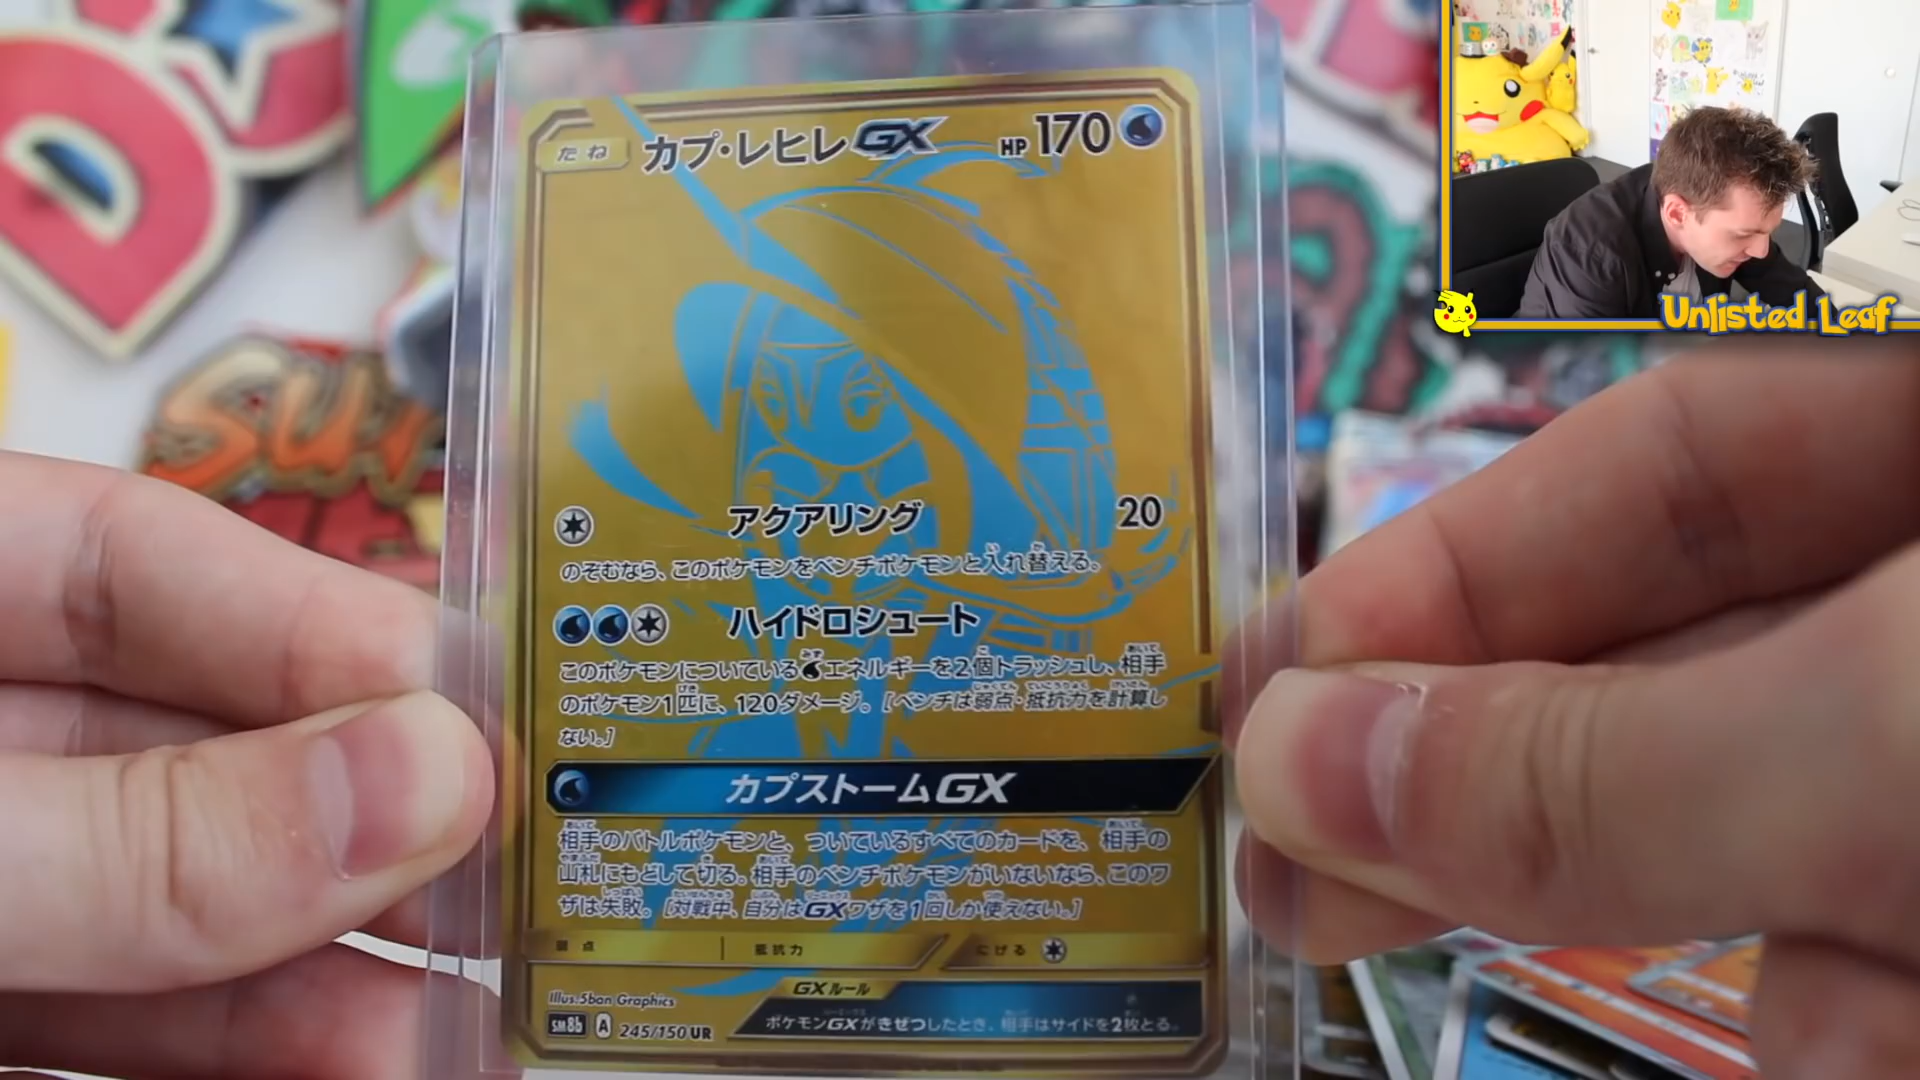 たね カプ・レヒレGX HP 170
アクアリング 20
のぞむなら、このポケモンをベンチポケモンと入れ替える。
ハイドロシュート
このポケモンについているエネルギーを2個トラッシュし、相手
のポケモン1匹に、120ダメージ。[ベンチは弱点・抵抗力を計算し
ない。]
カプストームGX
相手のバトルポケモンと、ついているすべてのカードを、相手の
山札にもどして切る。相手のベンチポケモンがいないなら、このワ
ザは失敗。[対戦中、自分はGXワザを1回しか使えない。]
弱点 抵抗力 にげる
Illus.5ban Graphics
GXルール
SM8b A 245/150 UR
ポケモンGXがきぜつしたとき、相手はサイドを2枚とる。
Unlisted Leaf